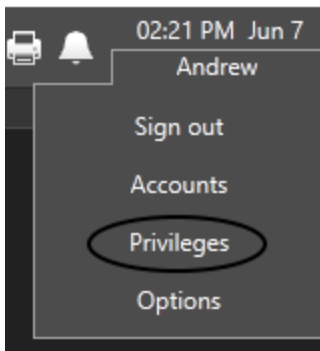 02:21 PM Jun 7
Andrew
Sign out
Accounts
Privileges
Options